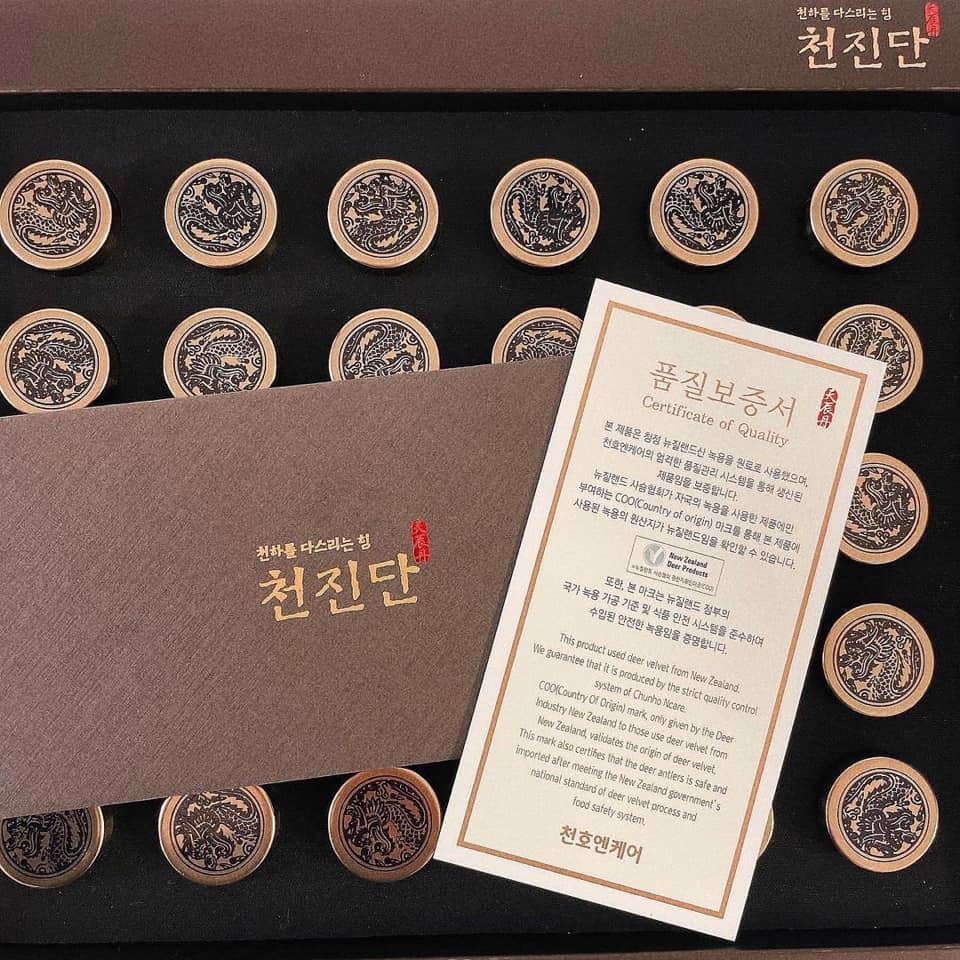 천하를 다스리는 힘
천진단
天辰丹
천하를 다스리는 힘
천진단
天辰丹
품질보증서
Certificate of Quality
天辰丹
본 제품은 청정 뉴질랜드산 녹용을 원료로 사용했으며,
천호엔케어의 엄격한 품질관리 시스템을 통해 생산된
제품임을 보증합니다.
뉴질랜드 사슴협회가 자국의 녹용을 사용한 제품에만
부여하는 COO(Country of origin) 마크를 통해 본 제품에
사용된 녹용의 원산지가 뉴질랜드임을 확인할 수 있습니다.
New Zealand
Deer Products
또한, 본 마크는 뉴질랜드 정부의
국가 녹용 가공 기준 및 식품 안전 시스템을 준수하여
수입된 안전한 녹용임을 증명합니다.
This product used deer velvet from New Zealand.
We guarantee that it is produced by the strict quality control
system of Chunho Ncare.
COO(Country Of Origin) mark, only given by the Deer
Industry New Zealand to those use deer velvet from
New Zealand, validates the origin of deer velvet.
This mark also certifies that the deer antlers is safe and
imported after meeting the New Zealand government's
national standard of deer velvet process and
food safety system.
천호엔케어